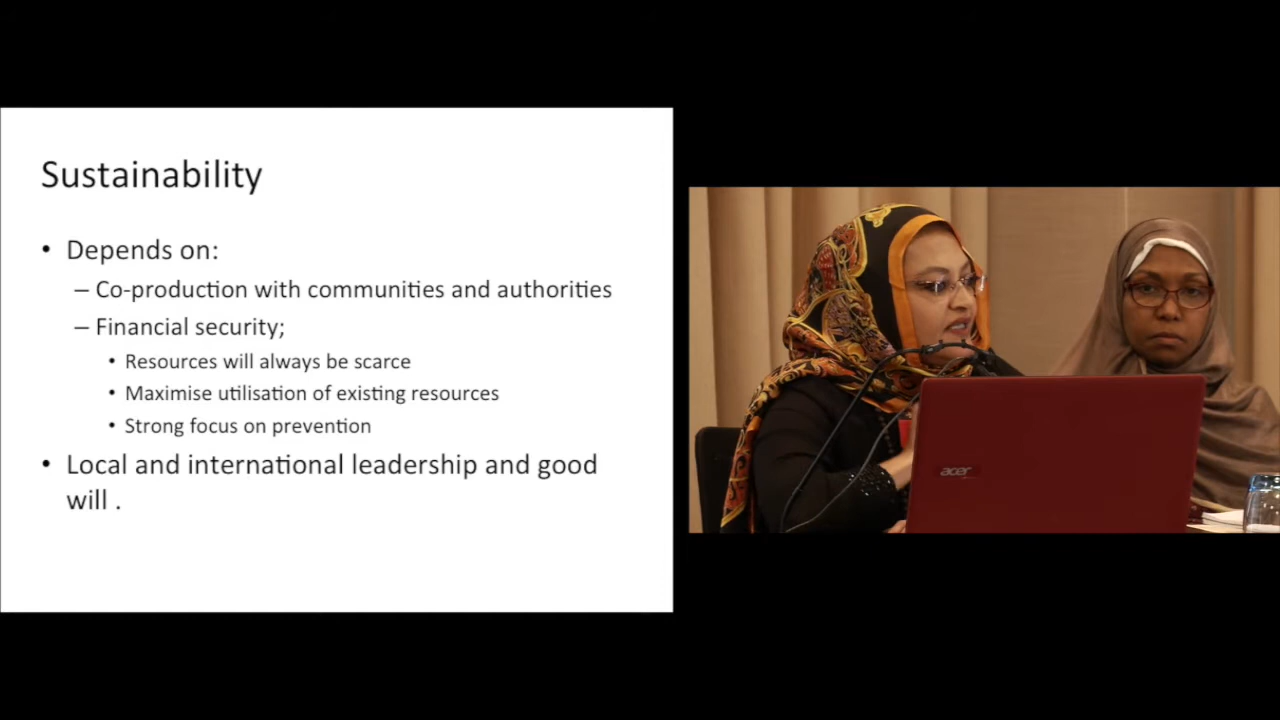 Sustainability
• Depends on:
– Co-production with communities and authorities
– Financial security;
• Resources will always be scarce
• Maximise utilisation of existing resources
• Strong focus on prevention
• Local and international leadership and good
will .
acer